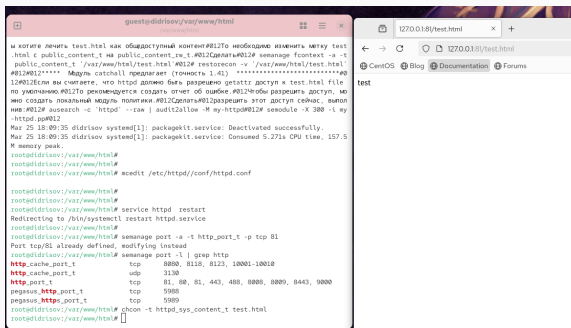 guest@didrisov:/var/www/html
/var/www/html
ы хотите лечить test.html как общедоступный контент#012То необходимо изменить метку test
.html с public_content_t на public_content_rw_t.#012Сделать#012# semanage fcontext -a -t
public_content_t '/var/www/html/test.html'#012# restorecon -v '/var/www/html/test.html'
#012#012***** Модуль catchall предлагает (точность 1.41) **************************#0
12#012Если вы считаете, что httpd должно быть разрешено getattr доступ к test.html file
по умолчанию.#012То рекомендуется создать отчет об ошибке.#012Чтобы разрешить доступ, мо
жно создать локальный модуль политики.#012Сделать#012разрешить этот доступ сейчас, выпол
нив:#012# ausearch -c 'httpd' --raw | audit2allow -M my-httpd#012# semodule -X 300 -i my
-httpd.pp#012
Mar 25 18:09:35 didrisov systemd[1]: packagekit.service: Deactivated successfully.
Mar 25 18:09:35 didrisov systemd[1]: packagekit.service: Consumed 5.271s CPU time, 157.5
M memory peak.
root@didrisov:/var/www/html#
root@didrisov:/var/www/html#
root@didrisov:/var/www/html# mcedit /etc/httpd//conf/httpd.conf
root@didrisov:/var/www/html#
root@didrisov:/var/www/html#
root@didrisov:/var/www/html# service httpd restart
Redirecting to /bin/systemctl restart httpd.service
root@didrisov:/var/www/html#
root@didrisov:/var/www/html# semanage port -a -t http_port_t -p tcp 81
Port tcp/81 already defined, modifying instead
root@didrisov:/var/www/html# semanage port -l | grep http
http_cache_port_t tcp 8080, 8118, 8123, 10001-10010
http_cache_port_t udp 3130
http_port_t tcp 81, 80, 81, 443, 488, 8008, 8009, 8443, 9000
pegasus_http_port_t tcp 5988
pegasus_https_port_t tcp 5989
root@didrisov:/var/www/html# chcon -t httpd_sys_content_t test.html
root@didrisov:/var/www/html#
127.0.0.1:81/test.html
127.0.0.1:81/test.html
CentOS Blog Documentation Forums
test